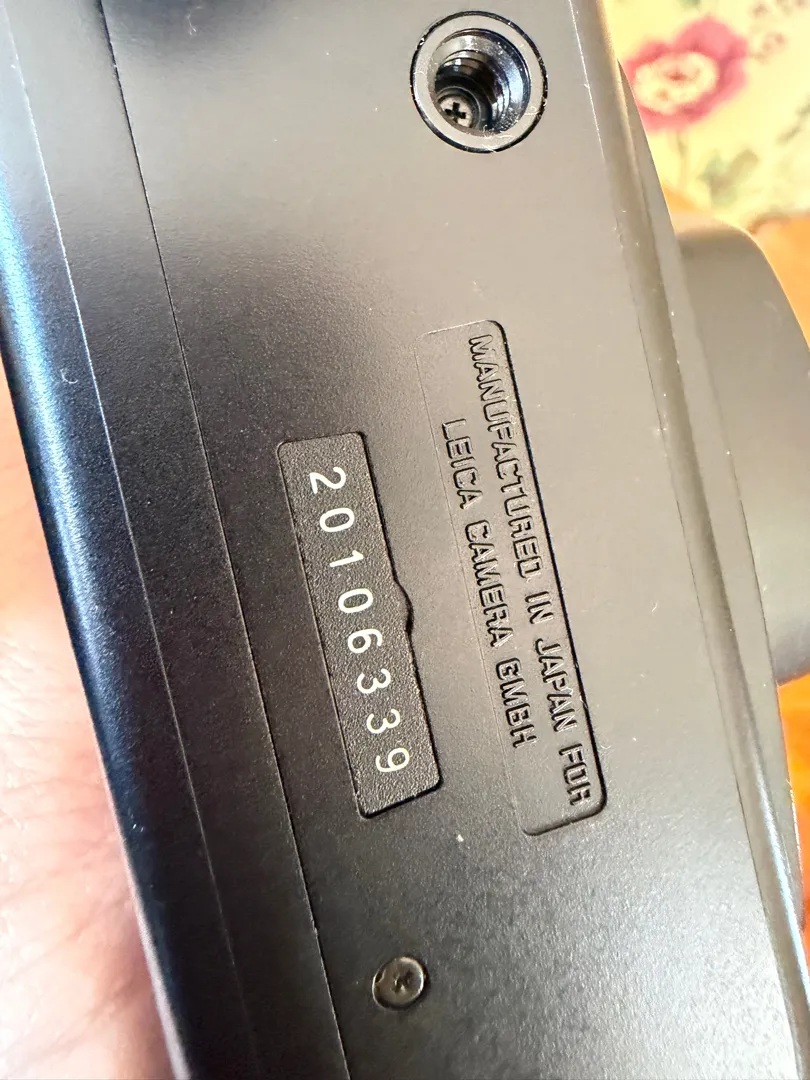 MANUFACTURED IN JAPAN FOR
LEICA CAMERA GMBH
20106339